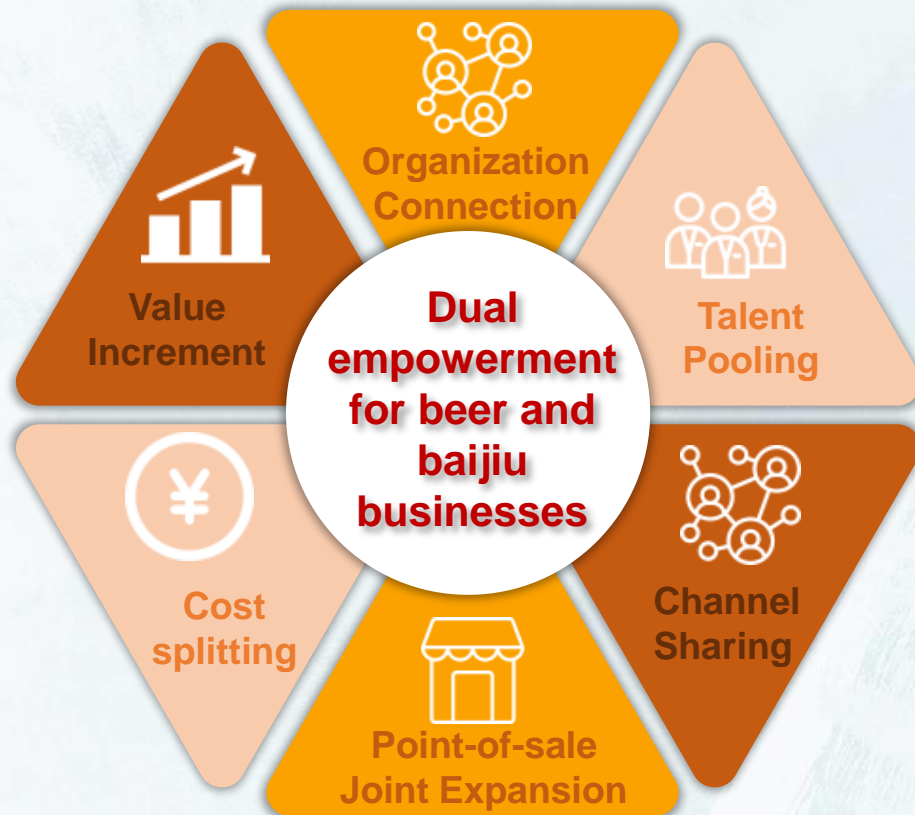 Organization
Connection
Value
Increment
Talent
Pooling
Dual
empowerment
for beer and
baijiu
businesses
¥
Cost
splitting
Channel
Sharing
Point-of-sale
Joint Expansion